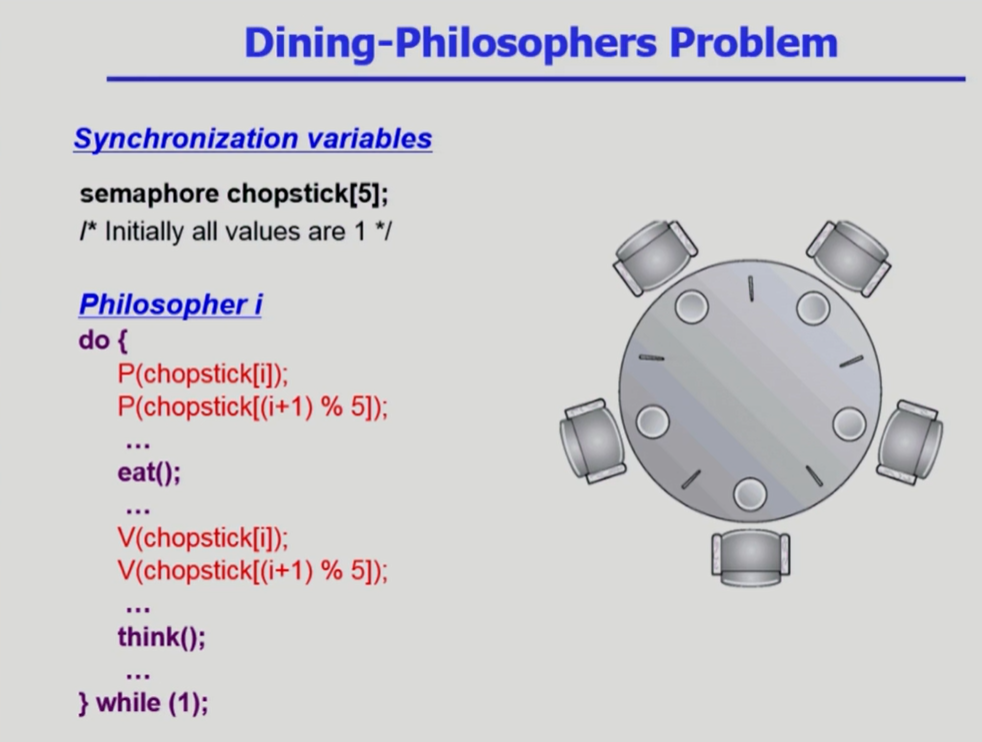 Dining-Philosophers Problem
Synchronization variables
semaphore chopstick[5];
/* Initially all values are 1 */
Philosopher i
do {
P(chopstick[i]);
P(chopstick[(i+1) % 5]);
...
eat();
...
V(chopstick[i]);
V(chopstick[(i+1) % 5]);
...
think();
...
} while (1);